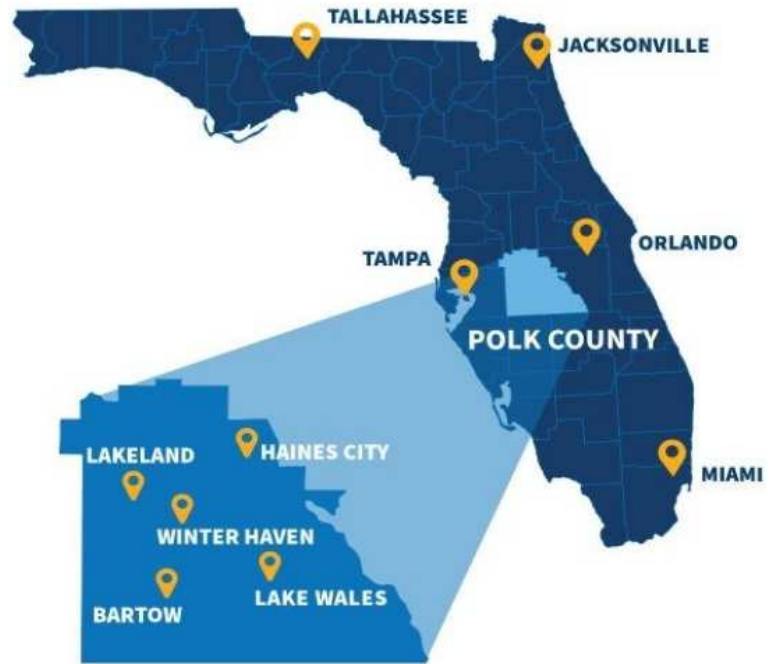 TALLAHASSEE
JACKSONVILLE
ORLANDO
TAMPA
POLK COUNTY
HAINES CITY
LAKELAND
MIAMI
WINTER HAVEN
LAKE WALES
BARTOW